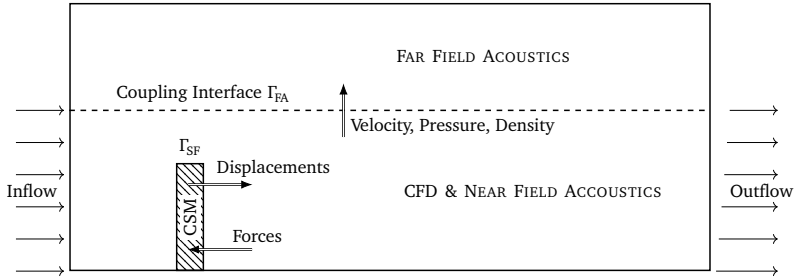 FAR FIELD ACOUSTICS
Coupling Interface Γ_FA
Velocity, Pressure, Density
Γ_SF
Displacements
Inflow
CSM
CFD & NEAR FIELD ACCOUSTICS
Outflow
Forces